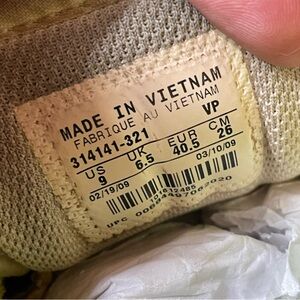 MADE IN VIETNAM
FABRIQUE AU VIETNAM
314141-321 VP
US UK EUR CM
9 6.5 40.5 26
02/19/09 03/10/09
UPC